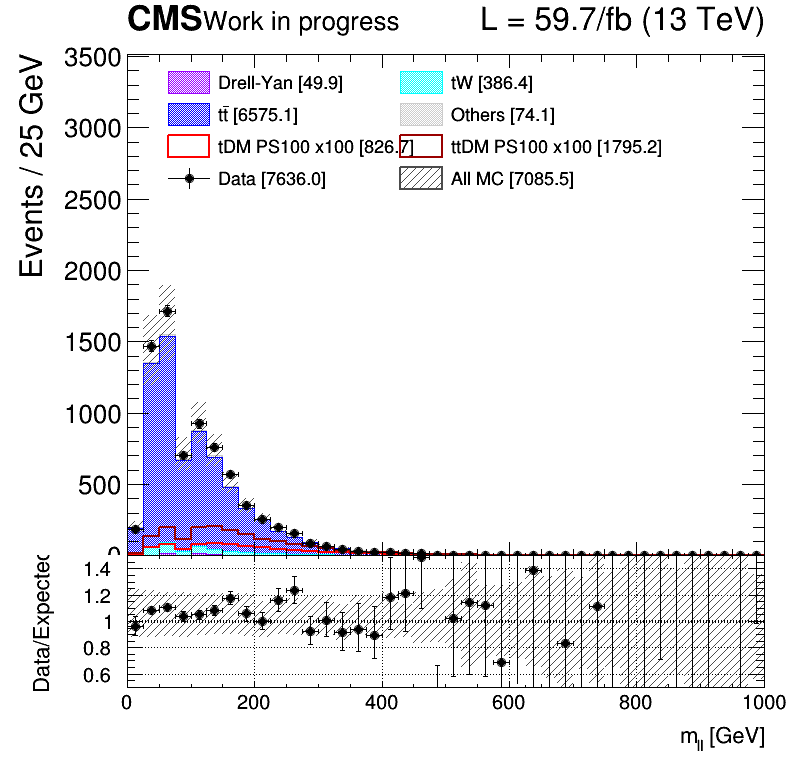 CMS Work in progress L = 59.7/fb (13 TeV)
Events / 25 GeV
3500
3000
2500
2000
1500
1000
500
0
Drell-Yan [49.9]
tW [386.4]
tt̄ [6575.1]
Others [74.1]
tDM PS100 x100 [826.7]
ttDM PS100 x100 [1795.2]
Data [7636.0]
All MC [7085.5]
Data/Expected
1.4
1.2
1
0.8
0.6
0 200 400 600 800 1000
m_ll [GeV]